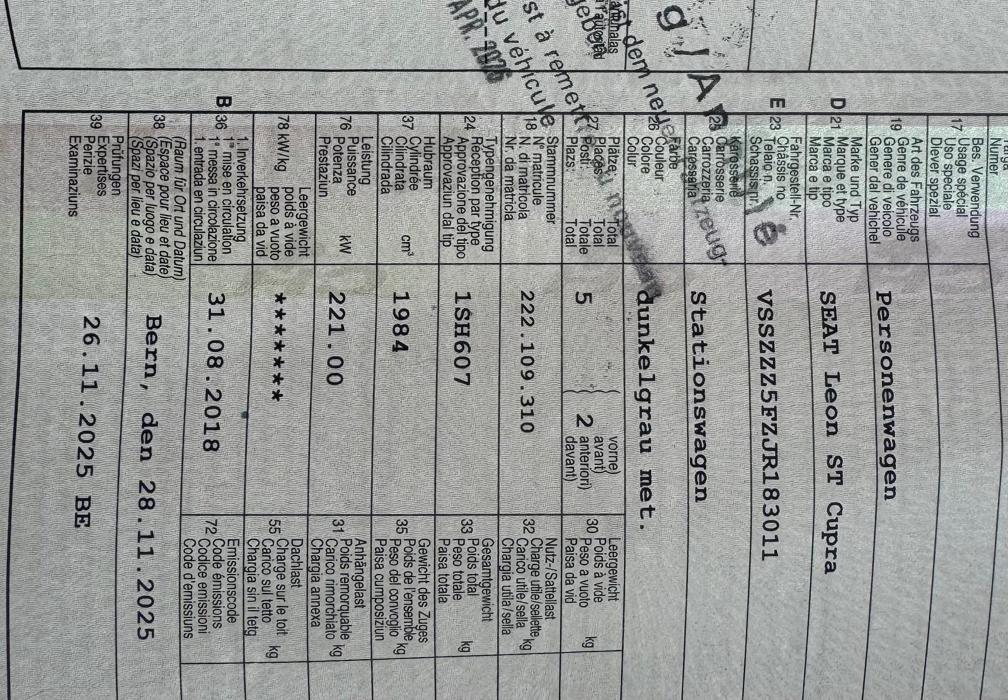 Numer
Targa
17 Bes. Verwendung
Usage spécial
Uso speciale
Diever spezial
19 Art des Fahrzeugs
Genre de véhicule
Genere di veicolo
Gener dal vehichel
Personenwagen
D 21 Marke und Typ
Marque et type
Marca e tipo
Marca e tip
SEAT Leon ST Cupra
E 23 Fahrgestell-Nr.
Châssis no
Telaio n.
Schassis nr.
VSSZZZ5FZJR183011
25 Karosserie
Carrosserie
Carrozzeria
Carossaria
Stationswagen
26 Farbe
Couleur
Colore
Colur
dunkelgrau met.
27 Plätze: Total
Total
Posti: Totale
Plazs: Total
5
2
vorne)
avant)
anteriori)
davant)
30 Leergewicht
Poids à vide
Peso a vuoto
Paisa da vid
kg
18 Stammnummer
N° matricule
N. di matricola
Nr. da matricla
222.109.310
32 Nutz-/Sattellast
Charge utile/sellette
Carico utile/sella
Chargia utila/sella
24 Typengenehmigung
Réception par type
Approvazione del tipo
Approvaziun dal tip
1SH607
33 Gesamtgewicht
Poids total
Peso totale
Paisa totala
kg
37 Hubraum
Cylindrée
Cilindrata
Cilindrada
cm³
1984
35 Gewicht des Zuges
Poids de l'ensemble
Peso del convoglio
Paisa cumposiziun
kg
76 Leistung
Puissance
Potenza
Prestaziun
kW
221.00
31 Anhängelast
Poids remorquable
Carico rimorchiato
Chargia annexa
kg
78 kW/kg
Leergewicht
poids à vide
peso a vuoto
paisa da vid
*******
55 Dachlast
Charge sur le toit
Carico sul tetto
Chargia sin il tetg
kg
B 36 1. Inverkehrsetzung
1re mise en circulation
1a messa in circolazione
1. entrada en circulaziun
31.08.2018
72 Emissionscode
Code émissions
Codice emissioni
Code d'emissiuns
38 (Raum für Ort und Datum)
(Espace pour lieu et date)
(Spazio per luogo e data)
(Spazi per lieu e data)
Bern, den 28.11.2025
39 Prüfungen
Expertises
Perizie
Examinaziuns
26.11.2025 BE
dem neuen
zeug-
st à remett
du véhicule
APR. 2026